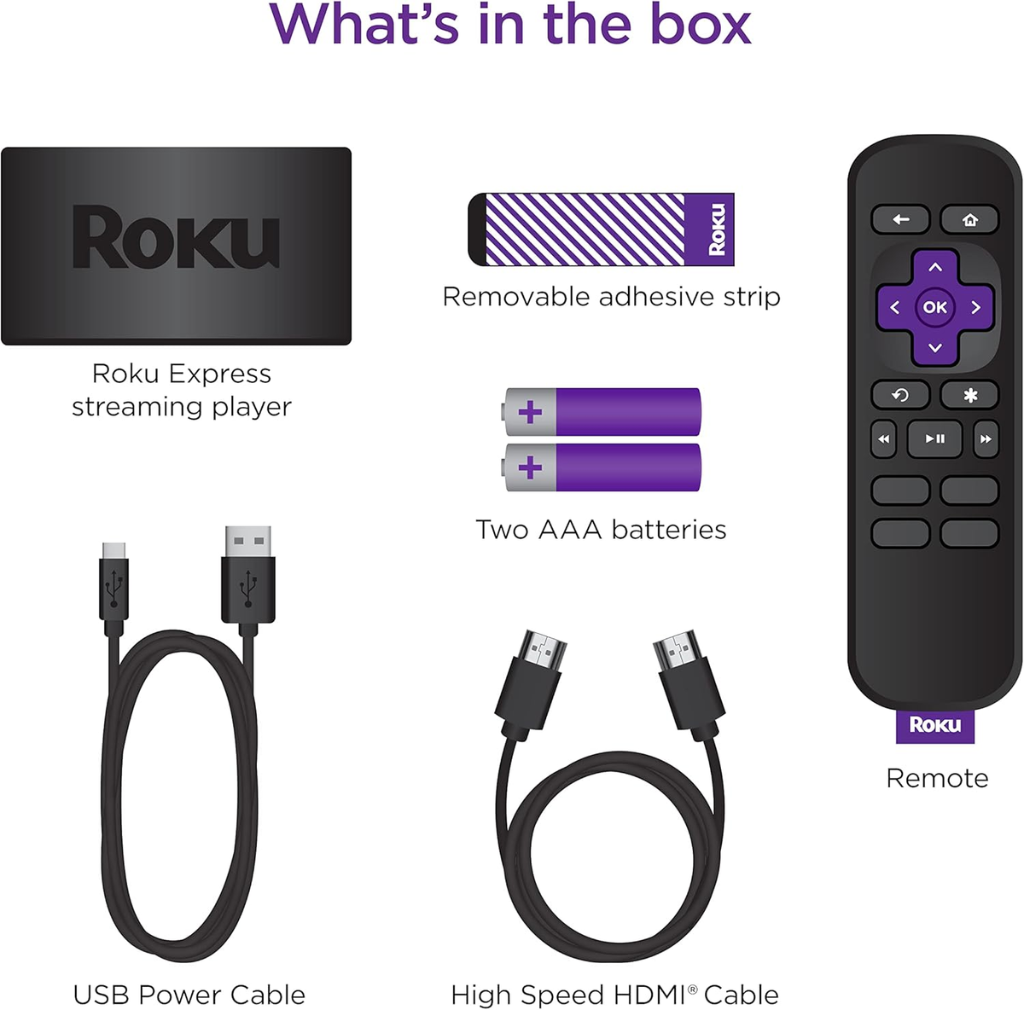 What's in the box
Roku
Roku Express
streaming player
Roku
Removable adhesive strip
Two AAA batteries
OK
Roku
Remote
USB Power Cable
High Speed HDMI® Cable